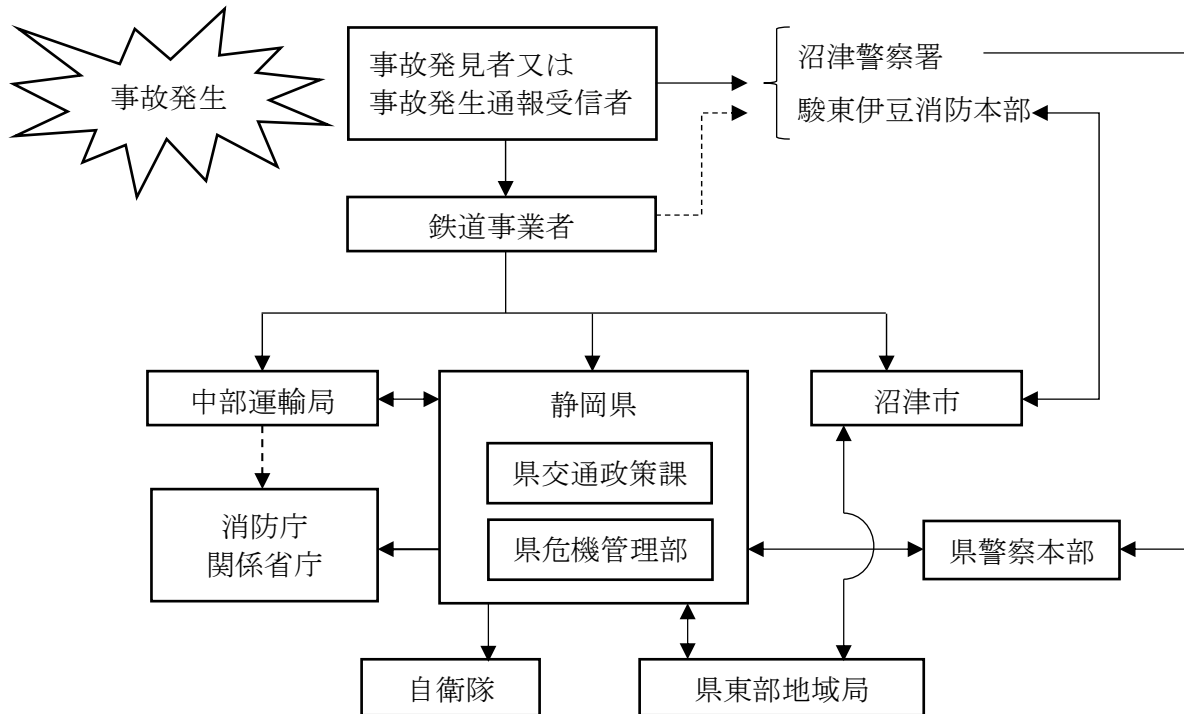 事故発生
事故発見者又は
事故発生通報受信者
沼津警察署
駿東伊豆消防本部
鉄道事業者
中部運輸局
静岡県
沼津市
県交通政策課
県危機管理部
消防庁
関係省庁
県警察本部
自衛隊
県東部地域局